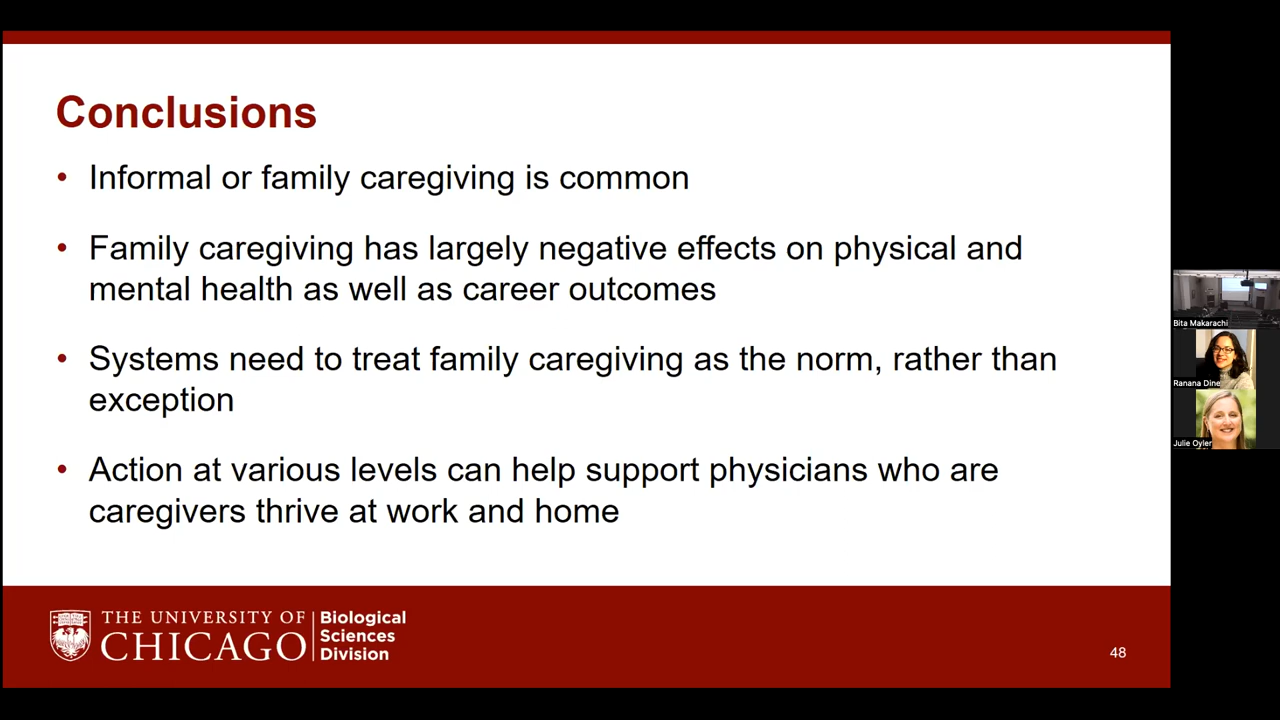 Conclusions
• Informal or family caregiving is common
• Family caregiving has largely negative effects on physical and
mental health as well as career outcomes
• Systems need to treat family caregiving as the norm, rather than
exception
• Action at various levels can help support physicians who are
caregivers thrive at work and home
Bita Makarachi
Ranana Dine
Julie Oyler
THE UNIVERSITY OF
CHICAGO
Biological
Sciences
Division
48